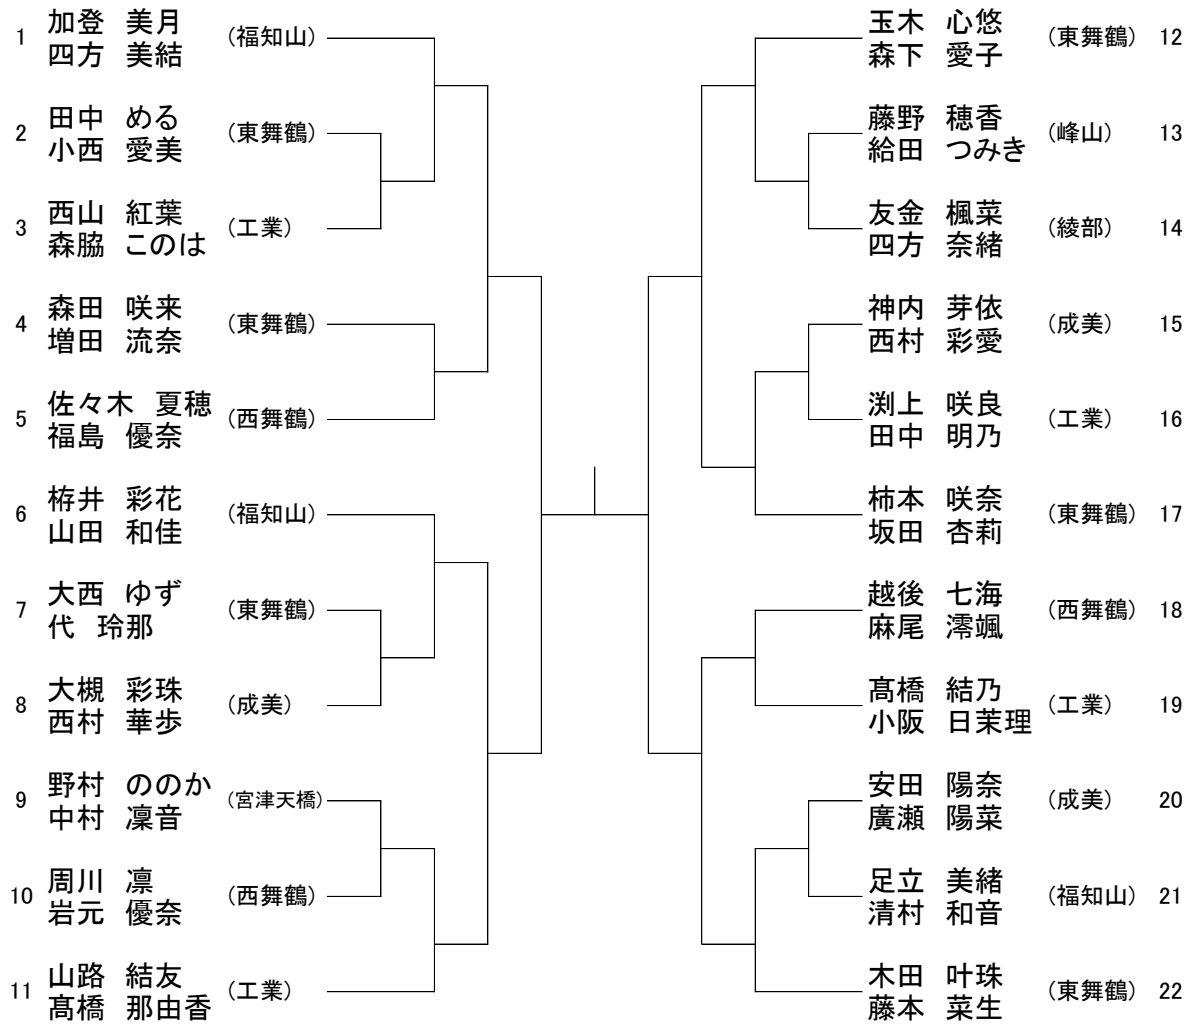 1 加登 美月 (福知山)
四方 美結
2 田中 める (東舞鶴)
小西 愛美
3 西山 紅葉 (工業)
森脇 このは
4 森田 咲来 (東舞鶴)
増田 流奈
5 佐々木 夏穂 (西舞鶴)
福島 優奈
6 栫井 彩花 (福知山)
山田 和佳
7 大西 ゆず (東舞鶴)
代 玲那
8 大槻 彩珠 (成美)
西村 華歩
9 野村 ののか (宮津天橋)
中村 凜音
10 周川 凛 (西舞鶴)
岩元 優奈
11 山路 結友 (工業)
髙橋 那由香
玉木 心悠 (東舞鶴) 12
森下 愛子
藤野 穂香 (峰山) 13
給田 つみき
友金 楓菜 (綾部) 14
四方 奈緒
神内 芽依 (成美) 15
西村 彩愛
渕上 咲良 (工業) 16
田中 明乃
柿本 咲奈 (東舞鶴) 17
坂田 杏莉
越後 七海 (西舞鶴) 18
麻尾 澪颯
髙橋 結乃 (工業) 19
小阪 日茉理
安田 陽奈 (成美) 20
廣瀬 陽菜
足立 美緒 (福知山) 21
清村 和音
木田 叶珠 (東舞鶴) 22
藤本 菜生